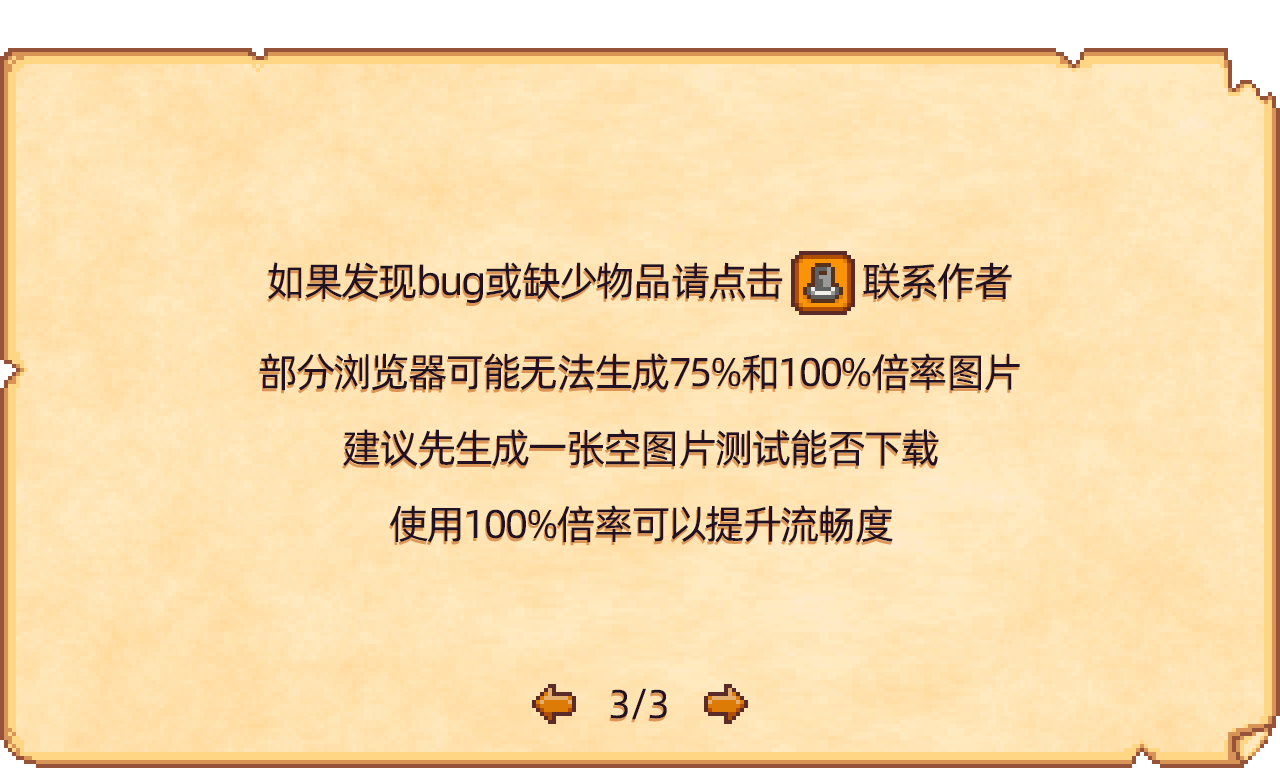 如果发现bug或缺少物品请点击联系作者
部分浏览器可能无法生成75%和100%倍率图片
建议先生成一张空图片测试能否下载
使用100%倍率可以提升流畅度
3/3